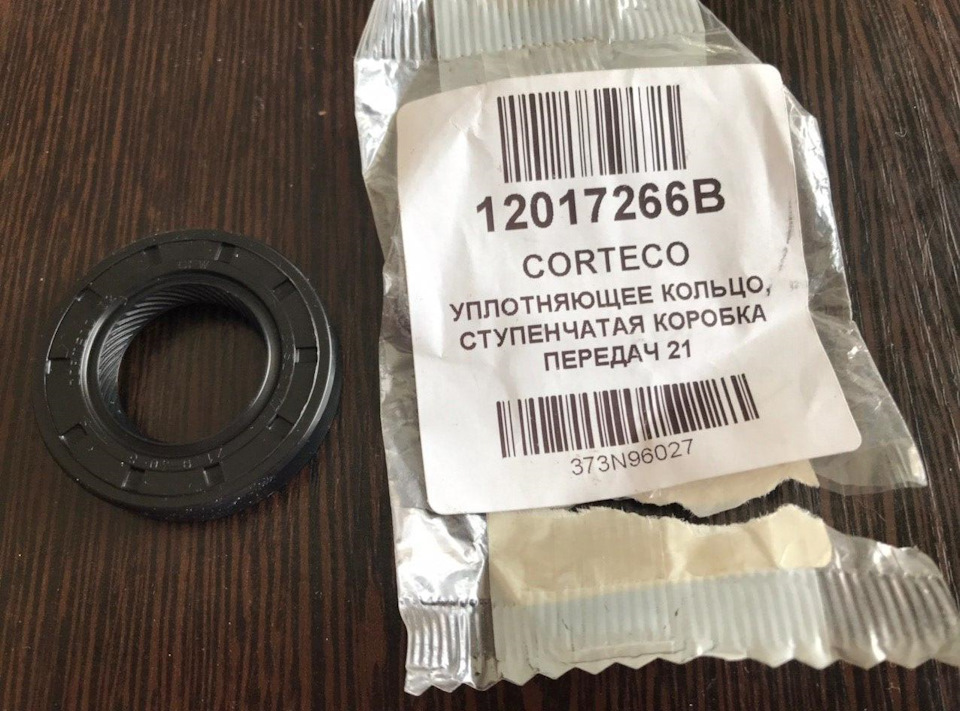 12017266B
CORTECO
УПЛОТНЯЮЩЕЕ КОЛЬЦО,
СТУПЕНЧАТАЯ КОРОБКА
ПЕРЕДАЧ 21
373N96027